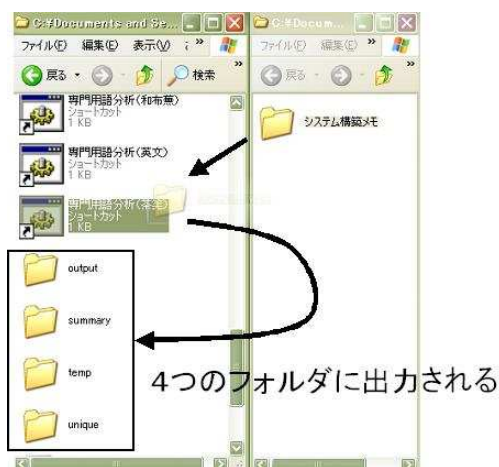 C:¥Documents and Se...
ファイル(F) 編集(E) 表示(V)
戻る
検索
専門用語分析(和布蕪)
ショートカット
1 KB
専門用語分析(英文)
ショートカット
1 KB
ショートカット
1 KB
output
summary
temp
unique
C:¥Docum...
ファイル(F) 編集(E)
戻る
システム構築メモ
4つのフォルダに出力される